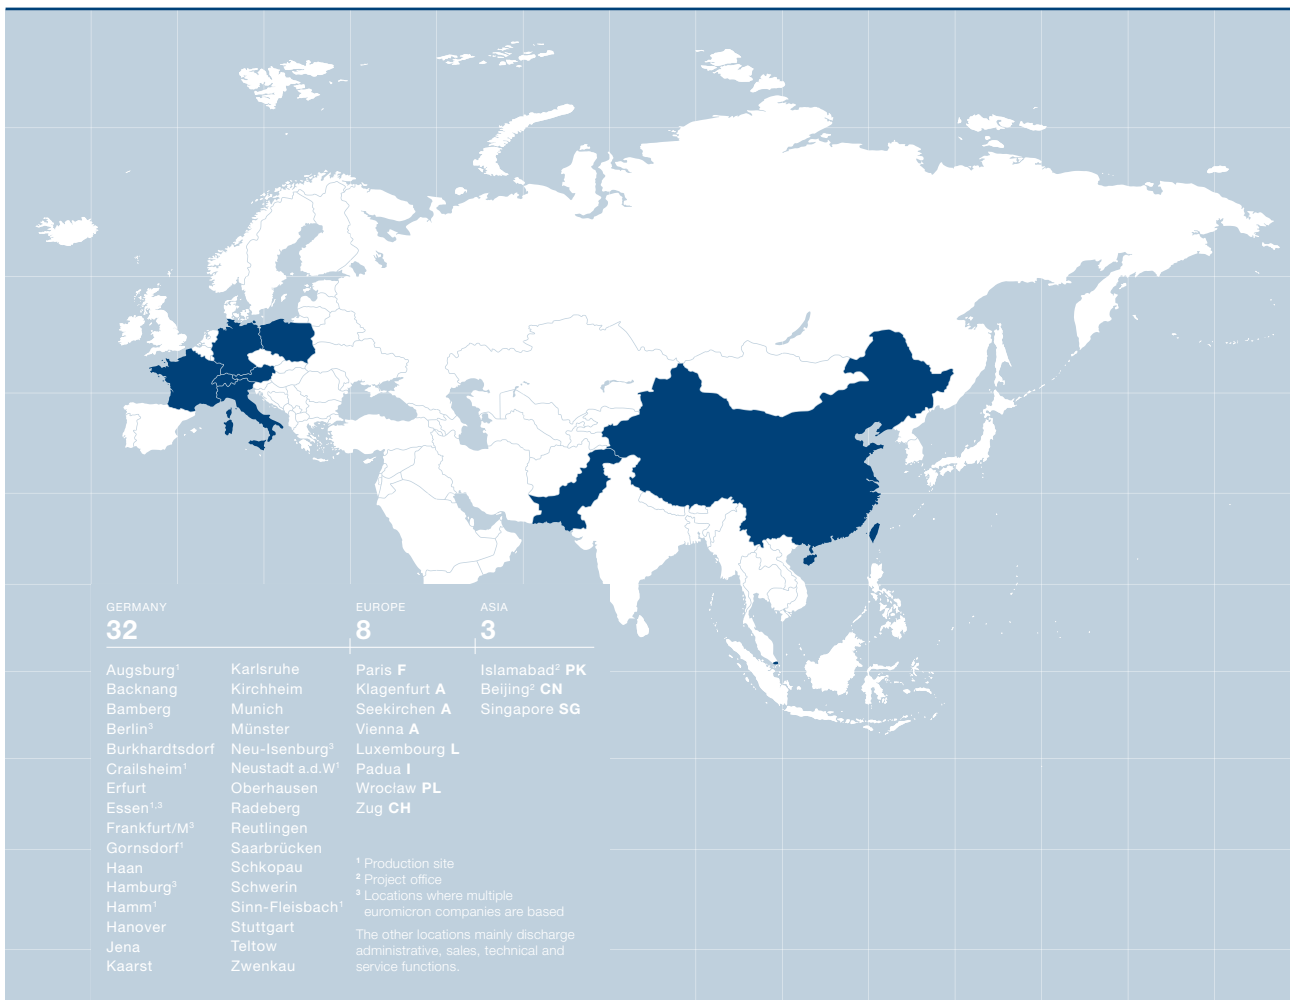 GERMANY
32
Augsburg¹
Backnang
Bamberg
Berlin³
Burkhardtsdorf
Crailsheim¹
Erfurt
Essen¹,³
Frankfurt/M³
Gornsdorf¹
Haan
Hamburg³
Hamm¹
Hanover
Jena
Kaarst
Karlsruhe
Kirchheim
Munich
Münster
Neu-Isenburg³
Neustadt a.d.W¹
Oberhausen
Radeberg
Reutlingen
Saarbrücken
Schkopau
Schwerin
Sinn-Fleisbach¹
Stuttgart
Teltow
Zwenkau
EUROPE
8
Paris F
Klagenfurt A
Seekirchen A
Vienna A
Luxembourg L
Padua I
Wroclaw PL
Zug CH
ASIA
3
Islamabad² PK
Beijing² CN
Singapore SG
¹ Production site
² Project office
³ Locations where multiple
euromicron companies are based
The other locations mainly discharge
administrative, sales, technical and
service functions.